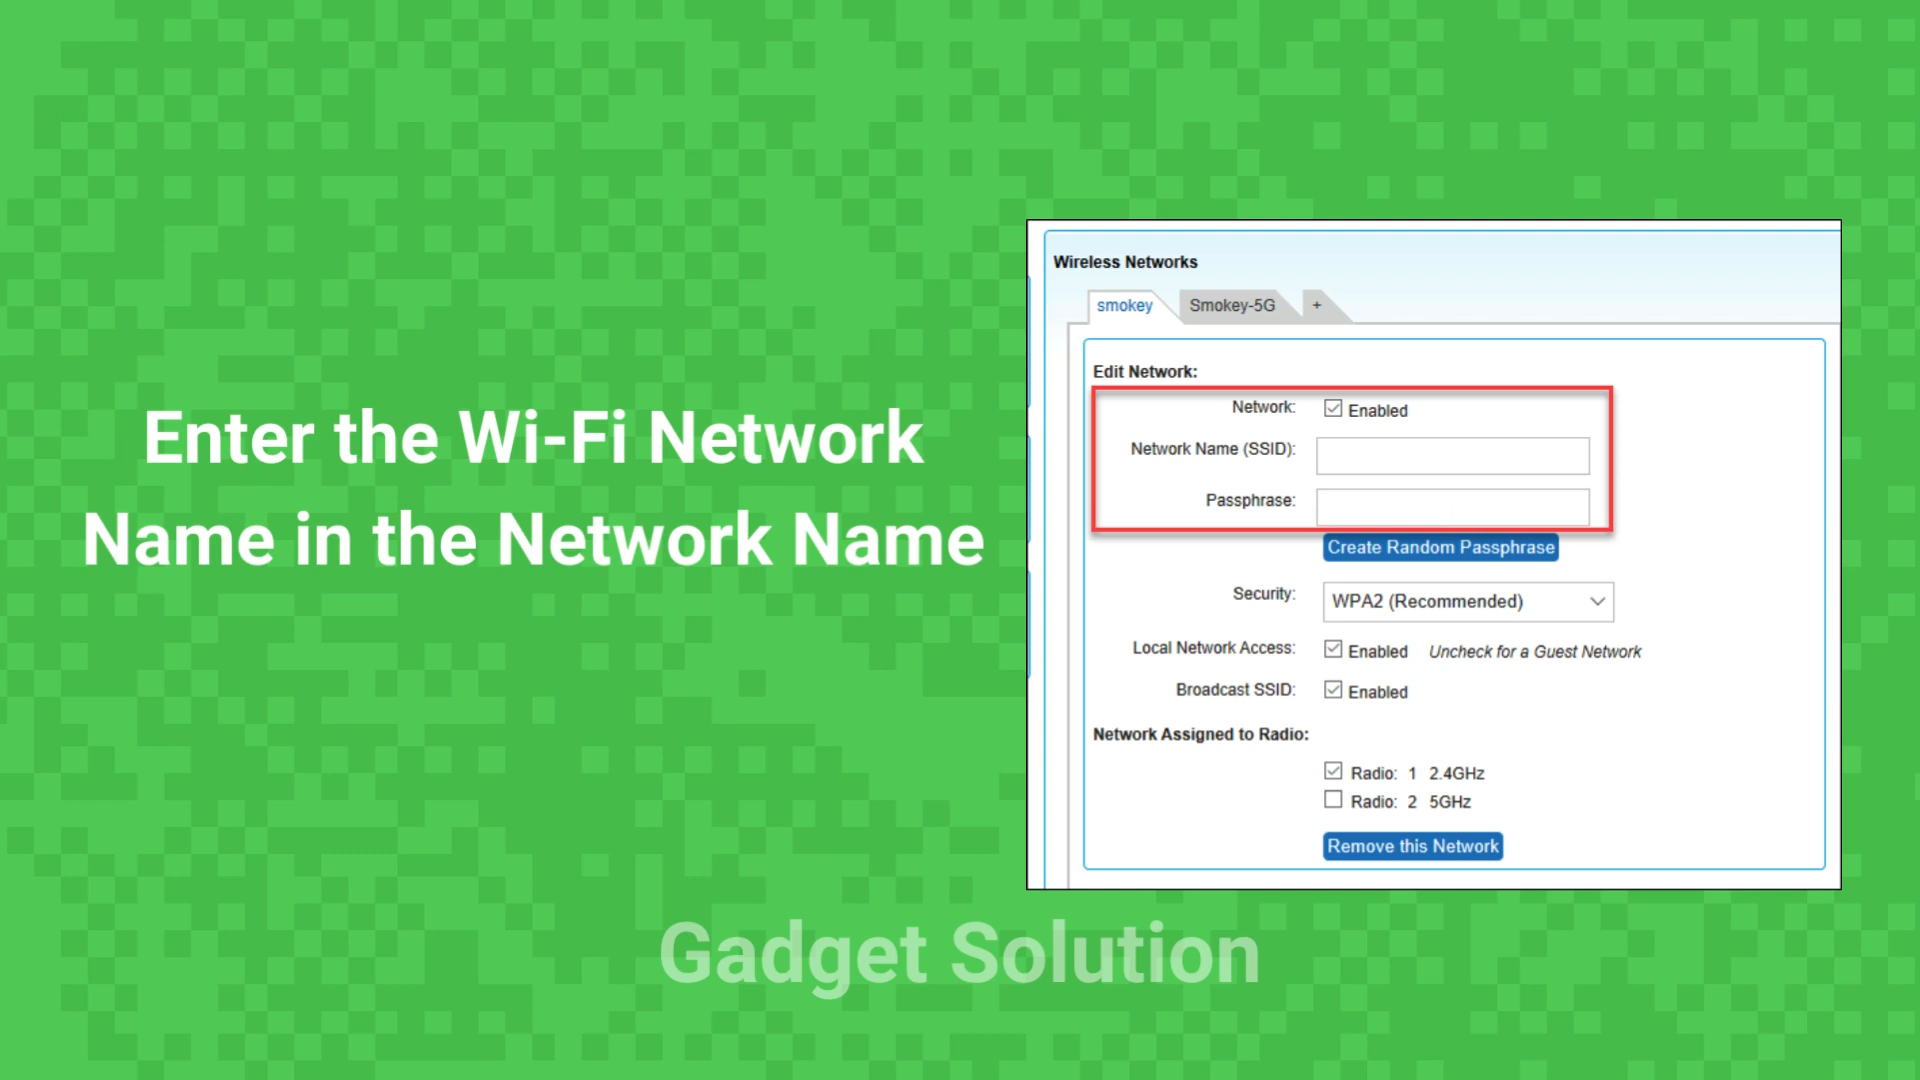 Enter the Wi-Fi Network
Name in the Network Name
Wireless Networks
smokey Smokey-5G +
Edit Network:
Network: Enabled
Network Name (SSID):
Passphrase:
Create Random Passphrase
Security: WPA2 (Recommended)
Local Network Access: Enabled Uncheck for a Guest Network
Broadcast SSID: Enabled
Network Assigned to Radio:
Radio: 1 2.4GHz
Radio: 2 5GHz
Remove this Network
Gadget Solution